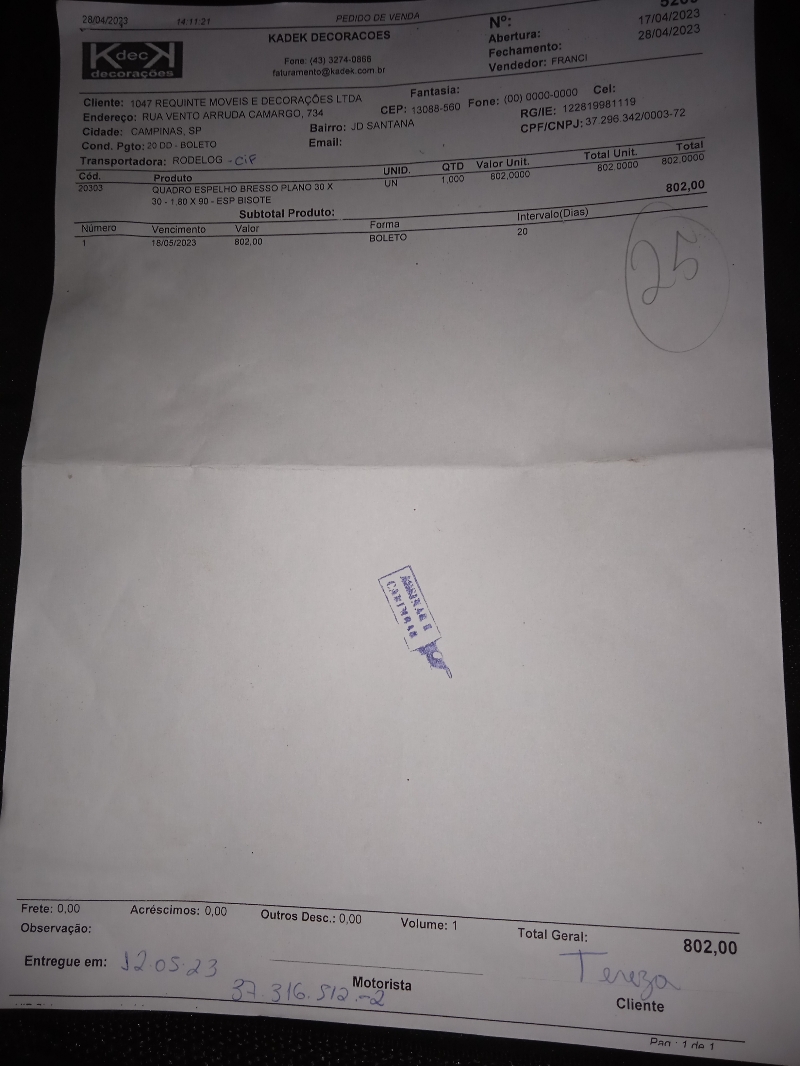 28/04/2023 14:11:21 PEDIDO DE VENDA
Kdeck decorações
KADEK DECORACOES
Fone: (43) 3274-0886
faturamento@kadek.com.br
Nº:
Abertura: 17/04/2023
Fechamento: 28/04/2023
Vendedor: FRANCI
Cliente: 1047 REQUINTE MOVEIS E DECORAÇÕES LTDA Fantasia:
Endereço: RUA VENTO ARRUDA CAMARGO, 734 CEP: 13088-560 Fone: (00) 0000-0000 Cel:
Cidade: CAMPINAS, SP Bairro: JD SANTANA RG/IE: 122819981119
Cond. Pgto: 20 DD - BOLETO Email: CPF/CNPJ: 37.296.342/0003-72
Transportadora: RODELOG - CIF
Cód. Produto UNID. QTD Valor Unit. Total Unit. Total
20303 QUADRO ESPELHO BRESSO PLANO 30 X UN 1,000 802,0000 802,0000 802,0000
30 - 1,80 X 90 - ESP BISOTE
Subtotal Produto: 802,00
Número Vencimento Valor Forma Intervalo(Dias)
1 18/05/2023 802,00 BOLETO 20
25
ASSINAR E
CARIMBAR
Frete: 0,00 Acréscimos: 0,00 Outros Desc.: 0,00 Volume: 1 Total Geral: 802,00
Observação:
Entregue em: 12.05.23 Tereza
Motorista Cliente
37.316.512-2
Pag.: 1 de 1